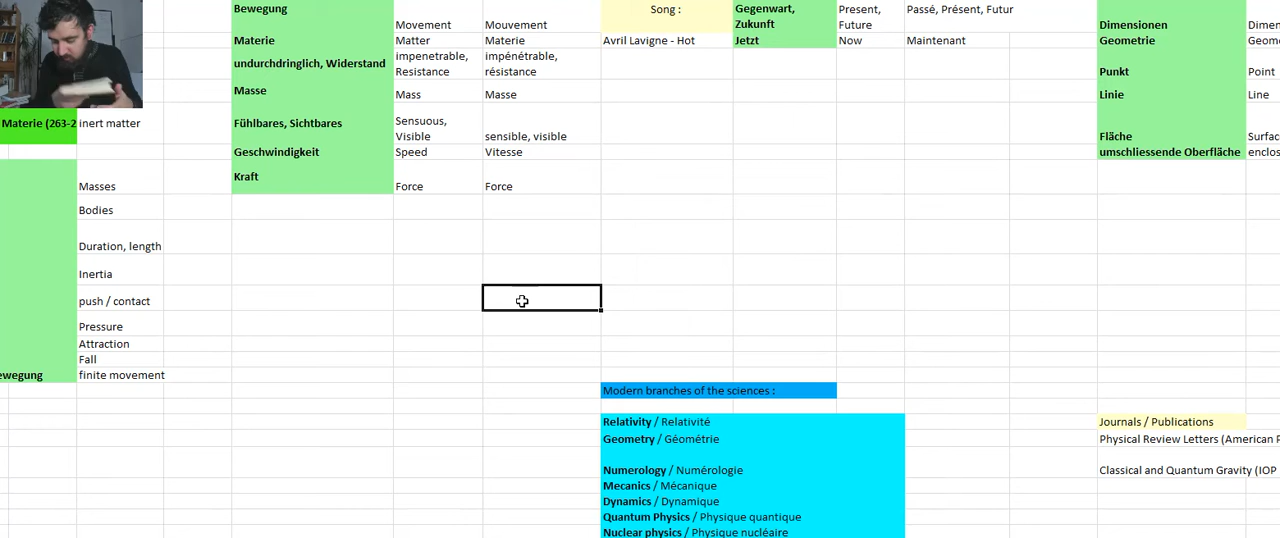 Bewegung
Movement
Mouvement
Song :
Gegenwart,
Zukunft
Present,
Future
Passé, Présent, Futur
Dimensionen
Materie
Matter
Materie
Avril Lavigne - Hot
Jetzt
Now
Maintenant
Geometrie
undurchdringlich, Widerstand
impenetrable,
Resistance
impénétrable,
résistance
Punkt
Point
Masse
Mass
Masse
Linie
Line
Materie (263-2
inert matter
Fühlbares, Sichtbares
Sensuous,
Visible
sensible, visible
Fläche
Geschwindigkeit
Speed
Vitesse
umschliessende Oberfläche
Kraft
Force
Force
Masses
Bodies
Duration, length
Inertia
push / contact
Pressure
Attraction
Fall
ewegung
finite movement
Modern branches of the sciences :
Relativity / Relativité
Journals / Publications
Geometry / Géométrie
Physical Review Letters (American P
Numerology / Numérologie
Classical and Quantum Gravity (IOP
Mecanics / Mécanique
Dynamics / Dynamique
Quantum Physics / Physique quantique
Nuclear physics / Physique nucléaire